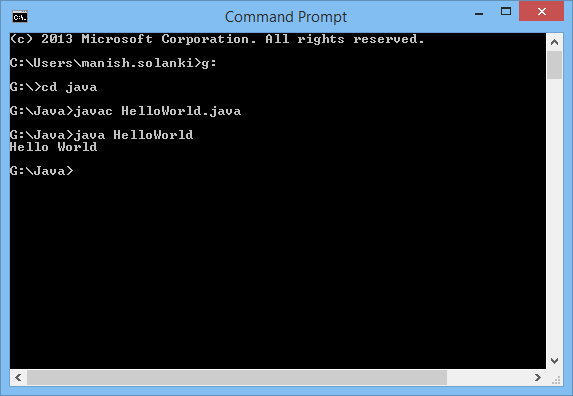 Command Prompt
(c) 2013 Microsoft Corporation. All rights reserved.
C:\Users\manish.solanki>g:
G:\>cd java
G:\Java>javac HelloWorld.java
G:\Java>java HelloWorld
Hello World
G:\Java>